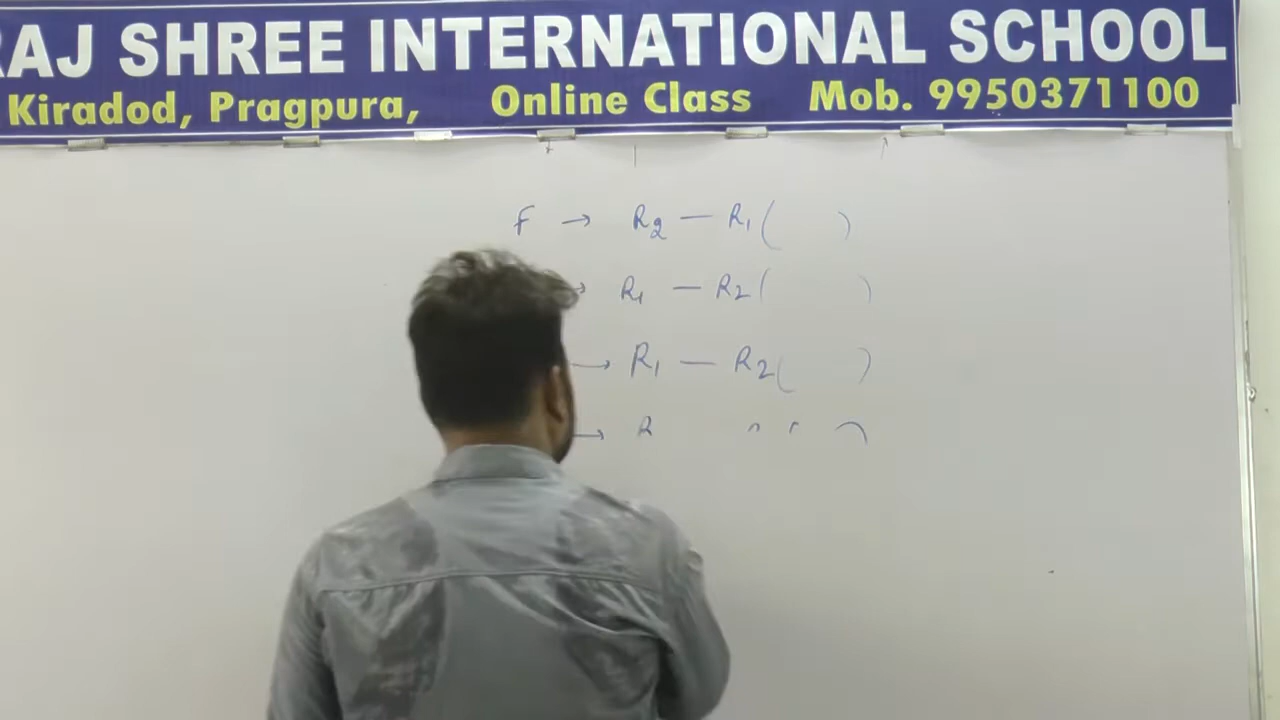 RAJ SHREE INTERNATIONAL SCHOOL
Kiradod, Pragpura, Online Class Mob. 9950371100
F → R2 — R1 ( )
→ R1 — R2 ( )
→ R1 — R2 ( )
→ R